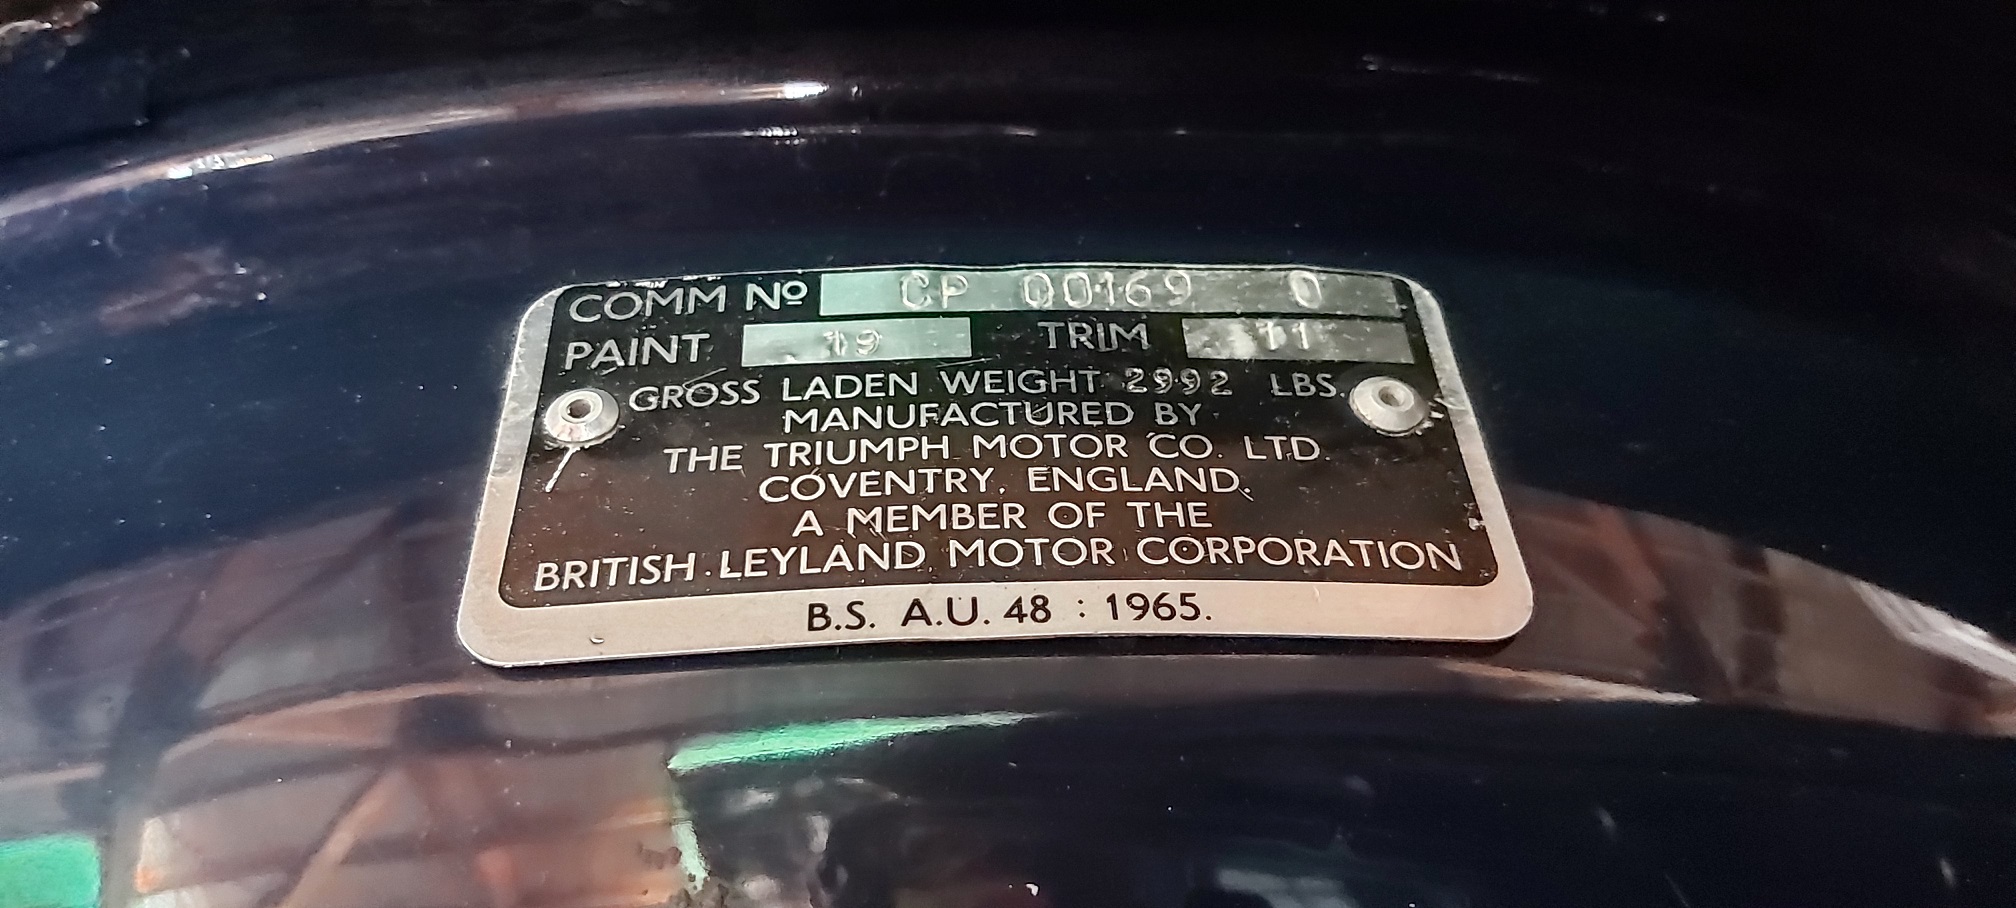 COMM Nº CP 00169 O
PAINT 19 TRIM 11
GROSS LADEN WEIGHT 2992 LBS.
MANUFACTURED BY
THE TRIUMPH MOTOR CO. LTD.
COVENTRY, ENGLAND.
A MEMBER OF THE
BRITISH LEYLAND MOTOR CORPORATION
B.S. A.U. 48 : 1965.